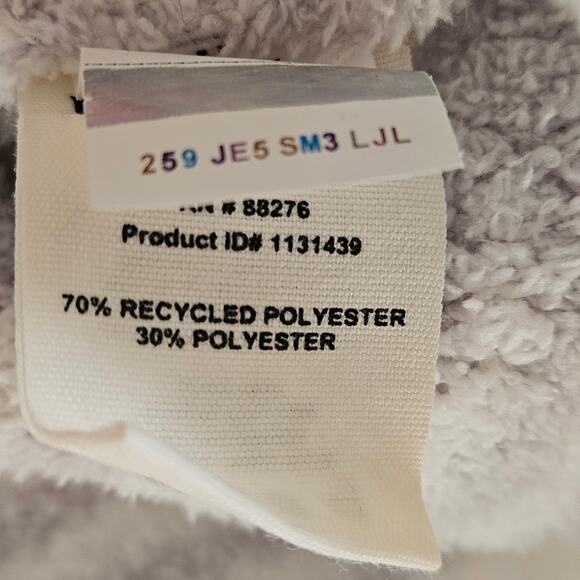 259 JE5 SM3 LJL
# 88276
Product ID# 1131439
70% RECYCLED POLYESTER
30% POLYESTER